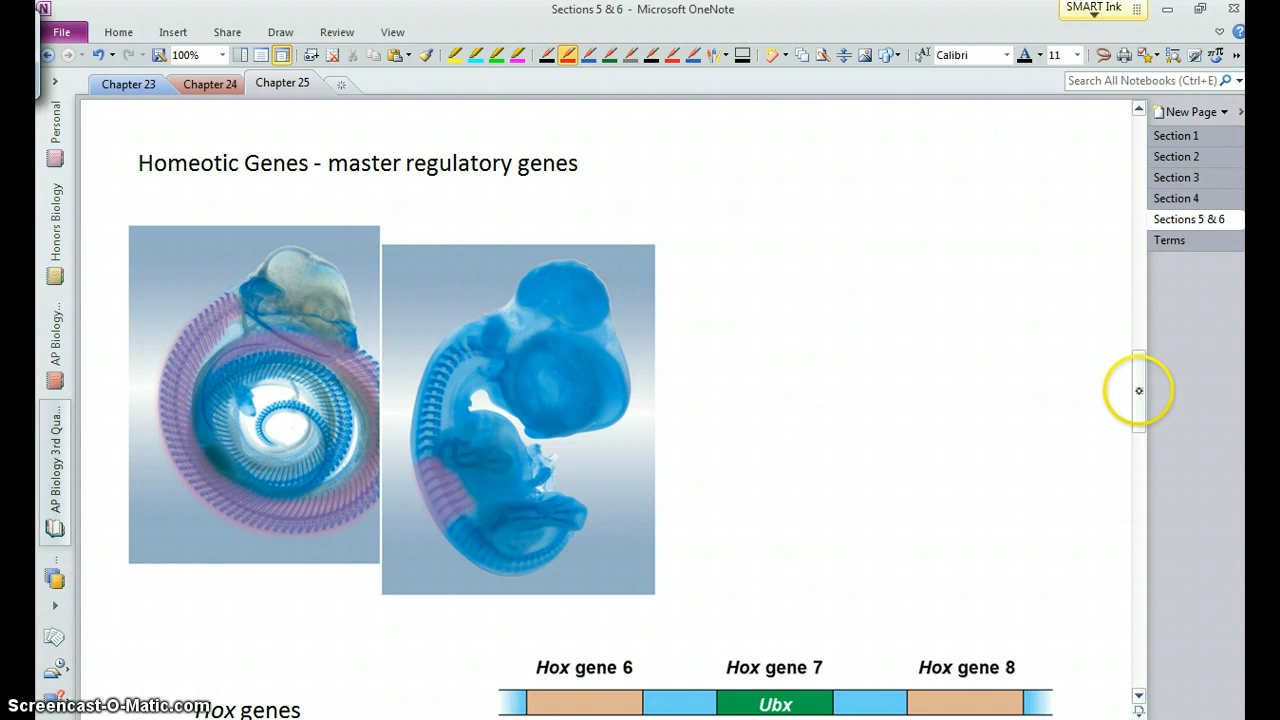 Sections 5 & 6 - Microsoft OneNote
SMART Ink
File Home Insert Share Draw Review View
100% Calibri 11
Chapter 23 Chapter 24 Chapter 25
Search All Notebooks (Ctrl+E)
New Page
Section 1
Section 2
Section 3
Section 4
Sections 5 & 6
Terms
Personal
Honors Biology
AP Biology...
AP Biology 3rd Qua...
Homeotic Genes - master regulatory genes
Hox gene 6 Hox gene 7 Hox gene 8
Ubx
Hox genes
Screencast-O-Matic.com